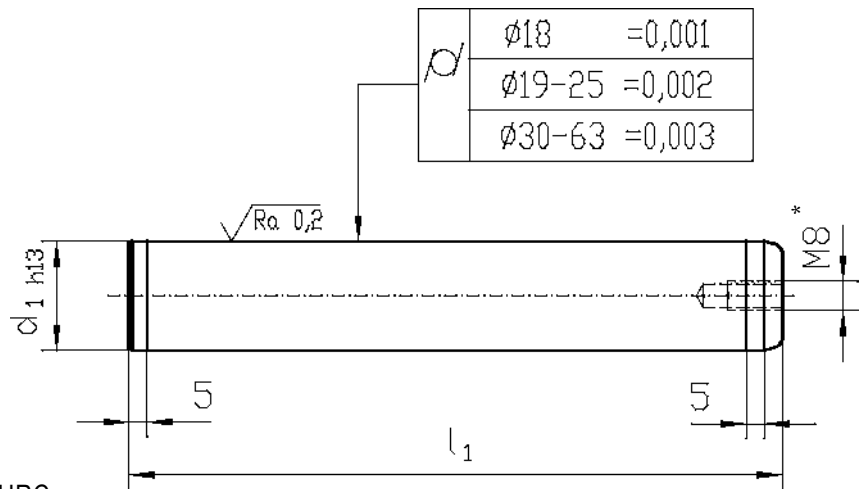 ø18 =0,001
ø19-25 =0,002
ø30-63 =0,003
Ra 0,2
d1 h13
M8*
5
5
l1